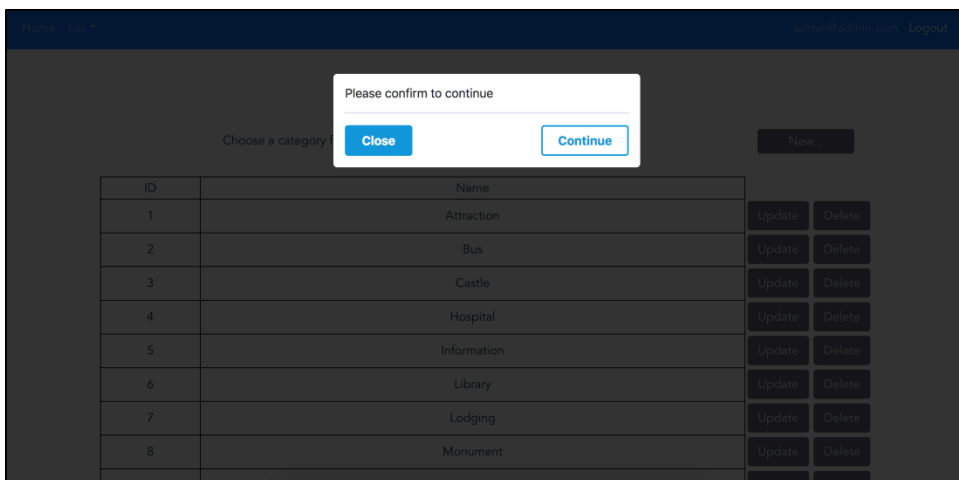 Home List admin@admin.com Logout
Please confirm to continue
Choose a category f
Close Continue
New...
ID Name
1 Attraction Update Delete
2 Bus Update Delete
3 Castle Update Delete
4 Hospital Update Delete
5 Information Update Delete
6 Library Update Delete
7 Lodging Update Delete
8 Monument Update Delete